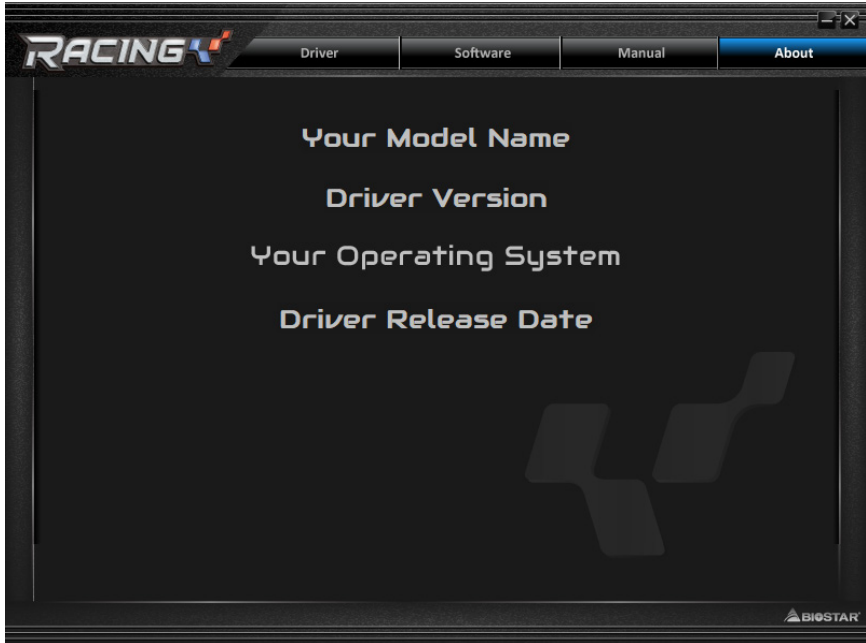 RACING
Driver
Software
Manual
About
Your Model Name
Driver Version
Your Operating System
Driver Release Date
BIOSTAR